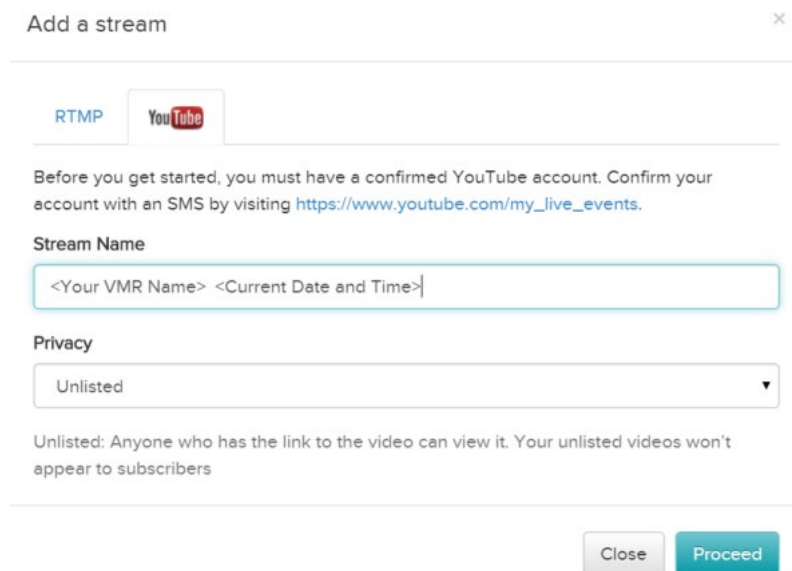 Add a stream
×
RTMP
YouTube
Before you get started, you must have a confirmed YouTube account. Confirm your
account with an SMS by visiting https://www.youtube.com/my_live_events.
Stream Name
<Your VMR Name>  <Current Date and Time>
Privacy
Unlisted
Unlisted: Anyone who has the link to the video can view it. Your unlisted videos won't
appear to subscribers
Close
Proceed